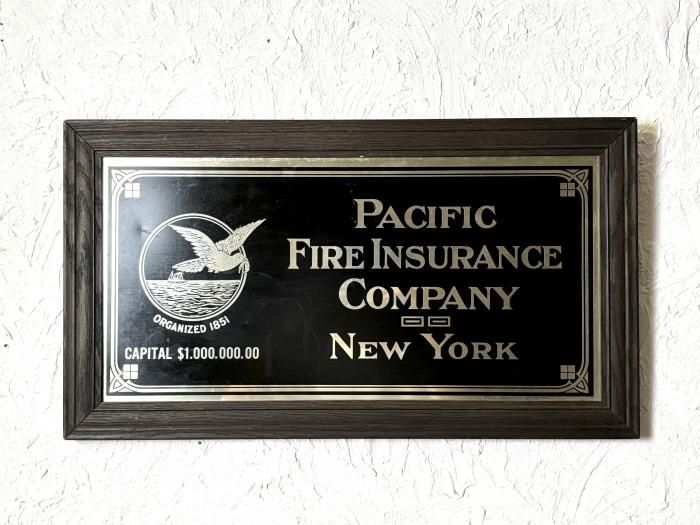 PACIFIC
FIRE INSURANCE
COMPANY
NEW YORK
ORGANIZED 1851
CAPITAL $1.000.000.00